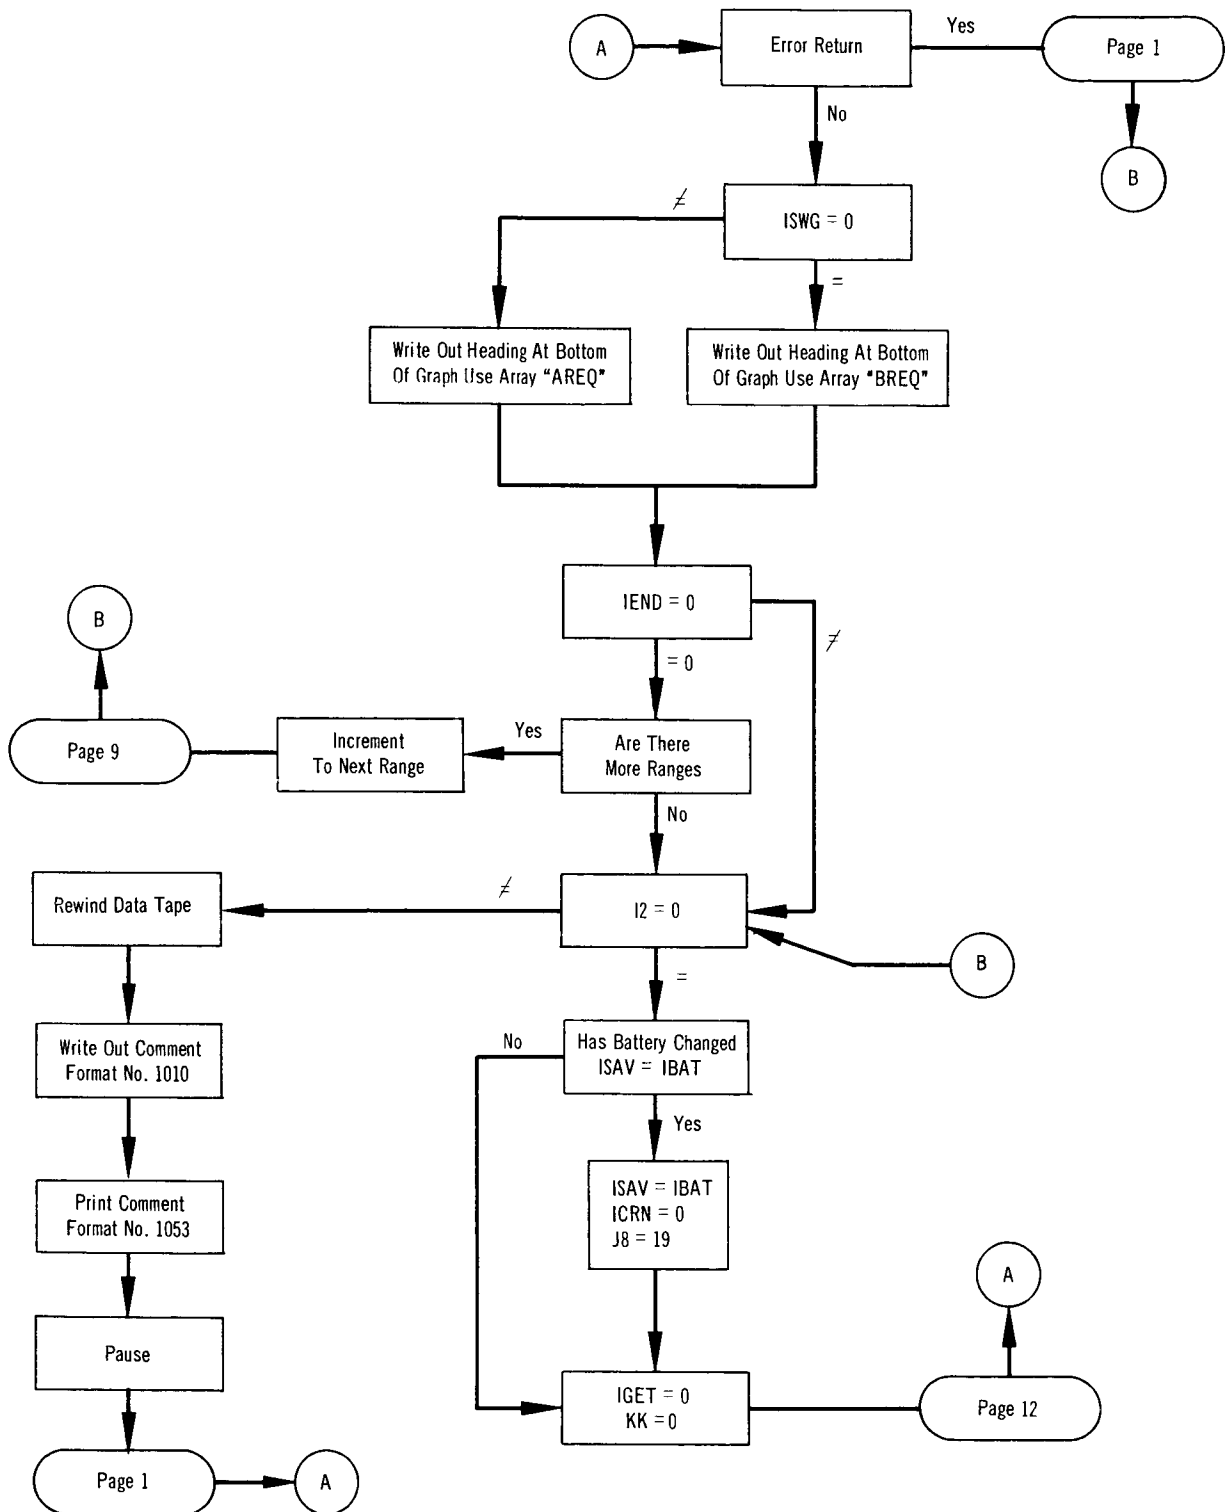 A
Error Return
Yes
Page 1
No
B
≠
ISWG = 0
=
Write Out Heading At Bottom
Of Graph Use Array "AREQ"
Write Out Heading At Bottom
Of Graph Use Array "BREQ"
IEND = 0
≠
B
= 0
Page 9
Increment
To Next Range
Yes
Are There
More Ranges
No
Rewind Data Tape
≠
I2 = 0
B
=
Write Out Comment
Format No. 1010
No
Has Battery Changed
ISAV = IBAT
Yes
Print Comment
Format No. 1053
ISAV = IBAT
ICRN = 0
J8 = 19
A
Pause
IGET = 0
KK = 0
Page 12
Page 1
A